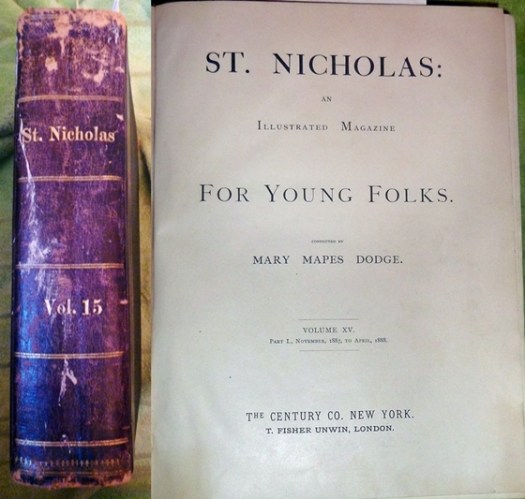 St. Nicholas
Vol. 15
ST. NICHOLAS:
AN
ILLUSTRATED MAGAZINE
FOR YOUNG FOLKS.
CONDUCTED BY
MARY MAPES DODGE.
VOLUME XV.
PART I., NOVEMBER, 1887, TO APRIL, 1888.
THE CENTURY CO. NEW YORK.
T. FISHER UNWIN, LONDON.